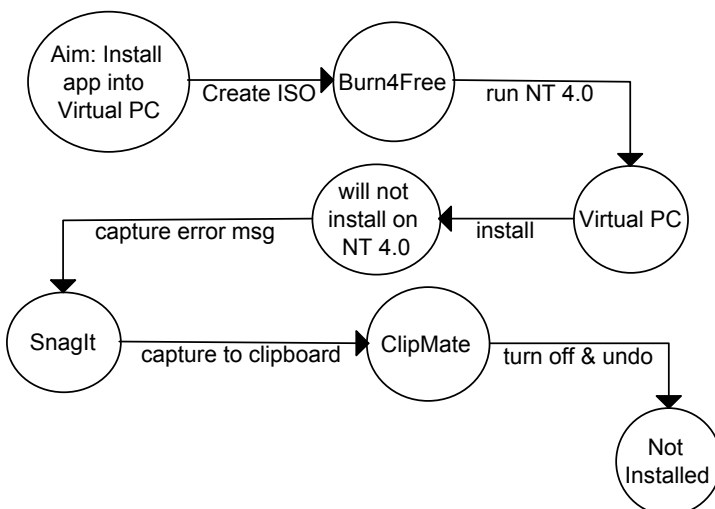 Aim: Install
app into
Virtual PC
Create ISO
Burn4Free
run NT 4.0
Virtual PC
install
will not
install on
NT 4.0
capture error msg
SnagIt
capture to clipboard
ClipMate
turn off & undo
Not
Installed